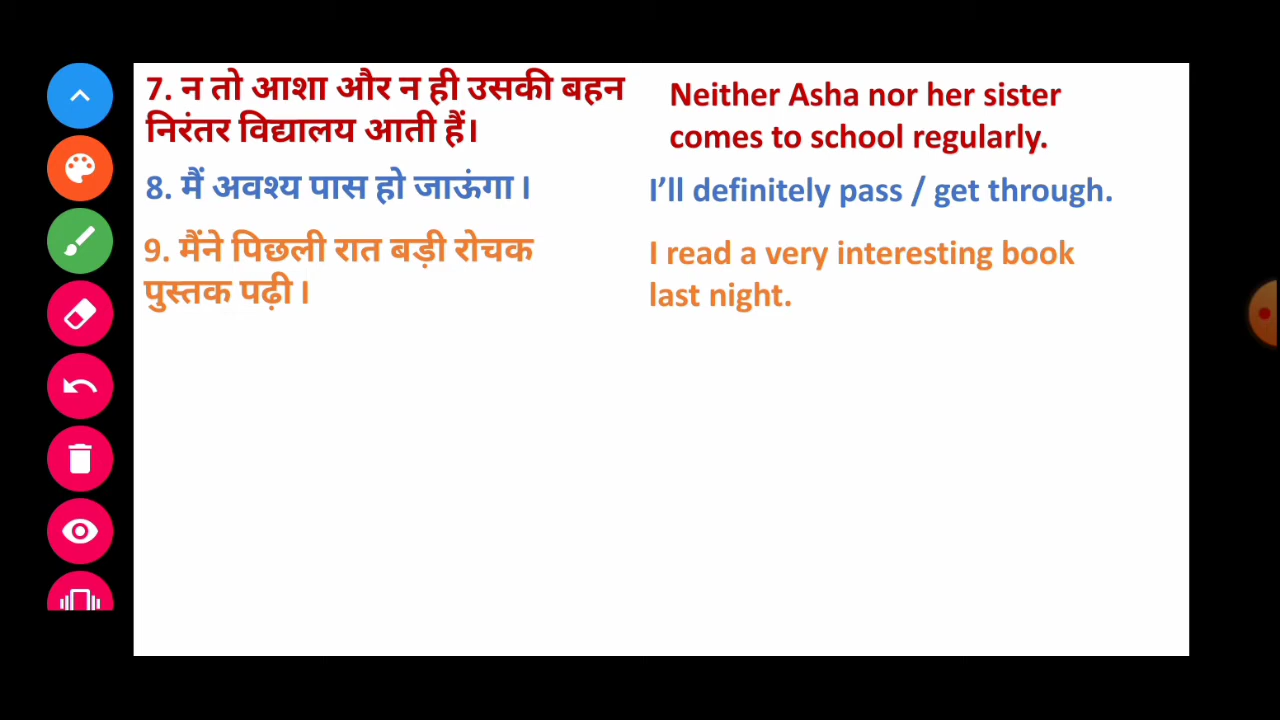 7. न तो आशा और न ही उसकी बहन
निरंतर विद्यालय आती हैं।
Neither Asha nor her sister
comes to school regularly.
8. मैं अवश्य पास हो जाऊंगा ।
I’ll definitely pass / get through.
9. मैंने पिछली रात बड़ी रोचक
पुस्तक पढ़ी ।
I read a very interesting book
last night.